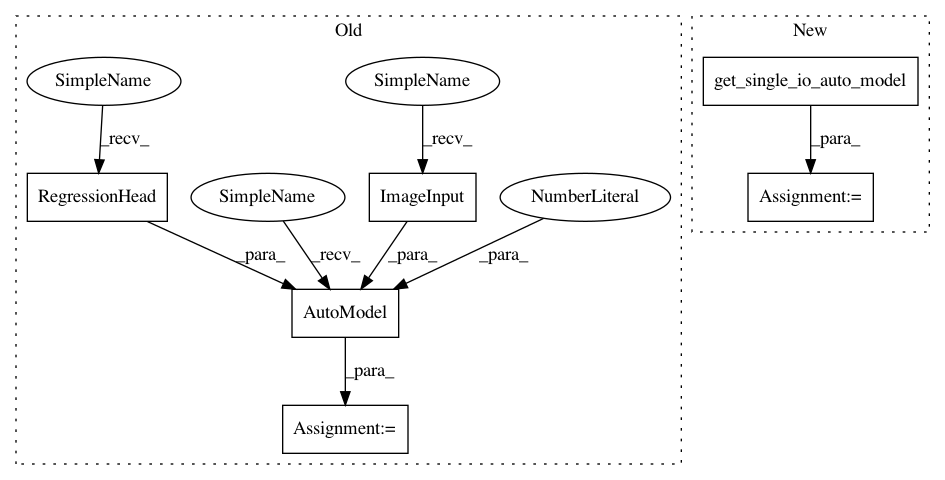 Old
New
SimpleName
SimpleName
get_single_io_auto_model
_recv_
_recv_
_para_
RegressionHead
SimpleName
ImageInput
NumberLiteral
Assignment:=
_para_
_recv_
_para_
_para_
AutoModel
_para_
Assignment:=